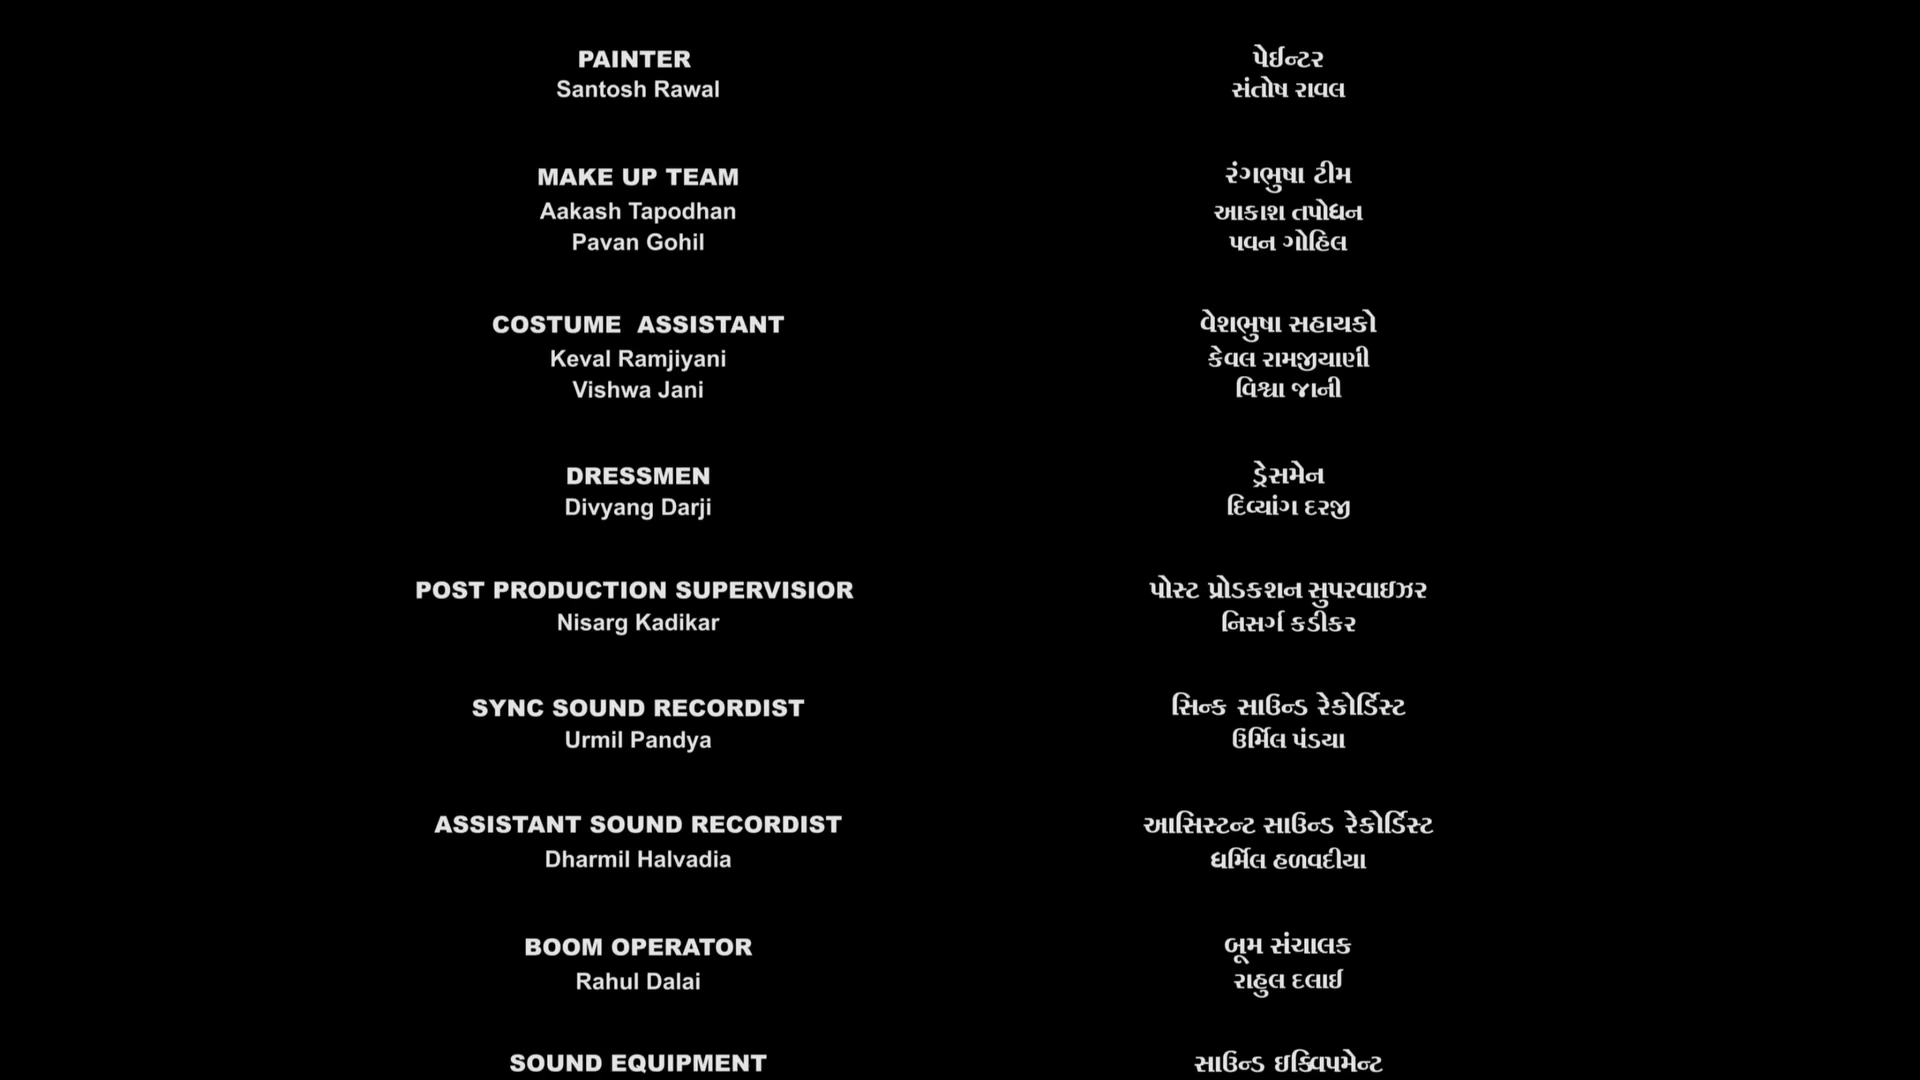 PAINTER
Santosh Rawal
MAKE UP TEAM
Aakash Tapodhan
Pavan Gohil
COSTUME  ASSISTANT
Keval Ramjiyani
Vishwa Jani
DRESSMEN
Divyang Darji
POST PRODUCTION SUPERVISIOR
Nisarg Kadikar
SYNC SOUND RECORDIST
Urmil Pandya
ASSISTANT SOUND RECORDIST
Dharmil Halvadia
BOOM OPERATOR
Rahul Dalai
SOUND EQUIPMENT
પેઈન્ટર
સંતોષ રાવલ
રંગભુષા ટીમ
આકાશ તપોધન
પવન ગોહિલ
વેશભુષા સહાયકો
કેવલ રામજીયાણી
વિશ્વા જાની
ડ્રેસમેન
દિવ્યાંગ દરજી
પોસ્ટ પ્રોડકશન સુપરવાઇઝર
નિસર્ગ કડીકર
સિન્ક સાઉન્ડ રેકોર્ડિસ્ટ
ઉર્મિલ પંડયા
આસિસ્ટન્ટ સાઉન્ડ રેકોર્ડિસ્ટ
ધર્મિલ હળવદીયા
બૂમ સંચાલક
રાહુલ દલાઈ
સાઉન્ડ ઇક્વિપમેન્ટ